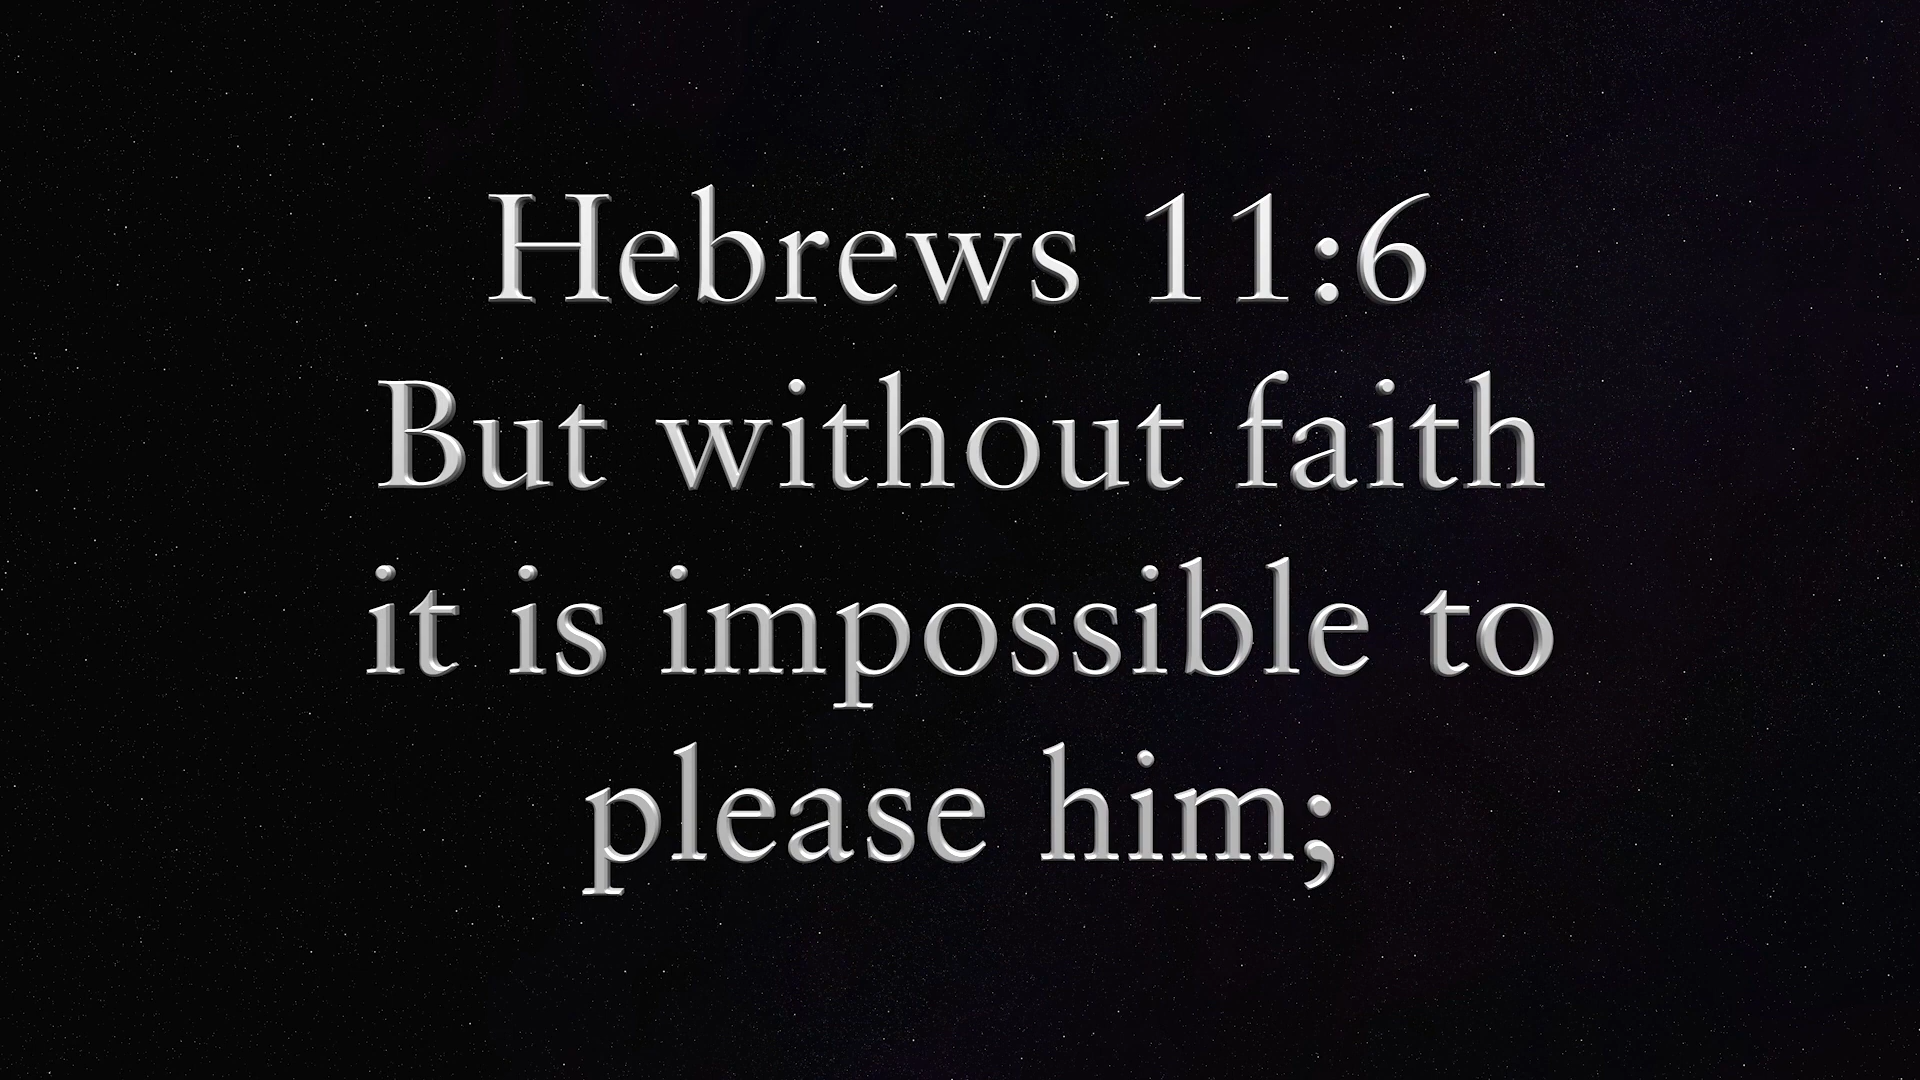 Hebrews 11:6
But without faith
it is impossible to
please him;